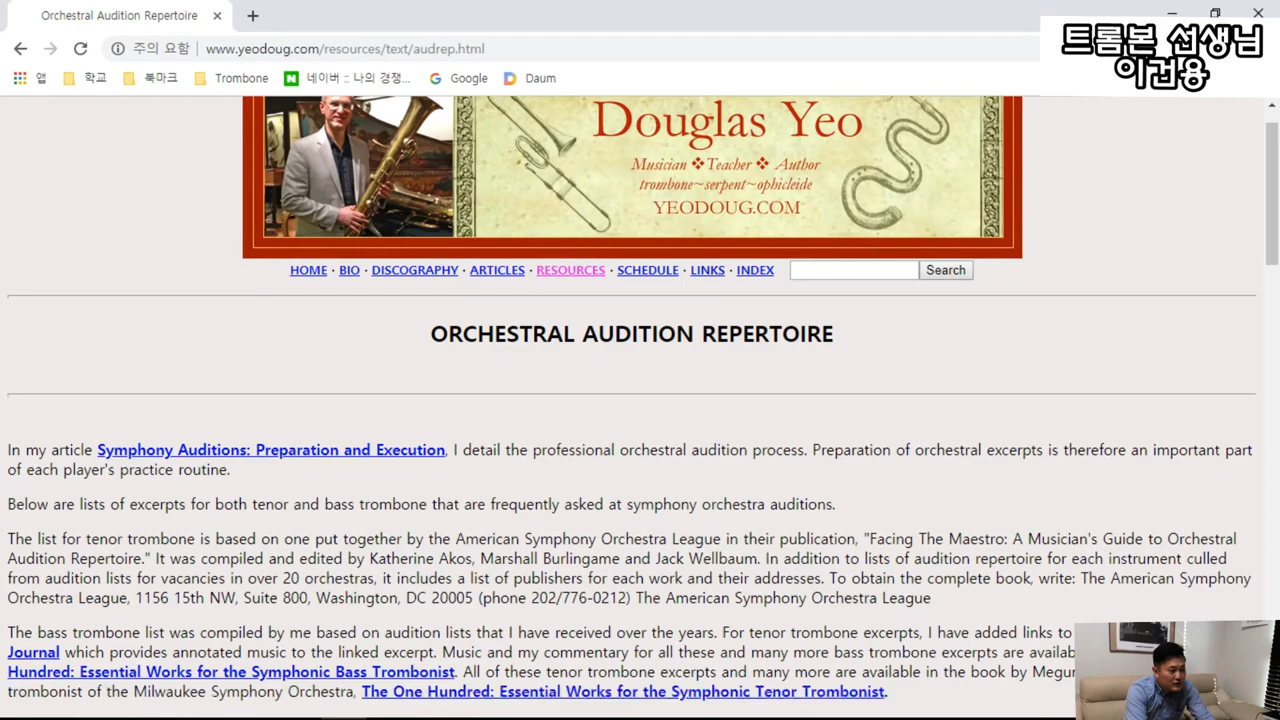 Orchestral Audition Repertoire
주의 요함 www.yeodoug.com/resources/text/audrep.html
트롬본 선생님
이권용
앱 학교 북마크 Trombone 네이버 :: 나의 경쟁... Google Daum
Douglas Yeo
Musician ❖ Teacher ❖ Author
trombone~serpent~ophicleide
YEODOUG.COM
HOME · BIO · DISCOGRAPHY · ARTICLES · RESOURCES · SCHEDULE · LINKS · INDEX Search
ORCHESTRAL AUDITION REPERTOIRE
In my article Symphony Auditions: Preparation and Execution, I detail the professional orchestral audition process. Preparation of orchestral excerpts is therefore an important part
of each player's practice routine.
Below are lists of excerpts for both tenor and bass trombone that are frequently asked at symphony orchestra auditions.
The list for tenor trombone is based on one put together by the American Symphony Orchestra League in their publication, "Facing The Maestro: A Musician's Guide to Orchestral
Audition Repertoire." It was compiled and edited by Katherine Akos, Marshall Burlingame and Jack Wellbaum. In addition to lists of audition repertoire for each instrument culled
from audition lists for vacancies in over 20 orchestras, it includes a list of publishers for each work and their addresses. To obtain the complete book, write: The American Symphony
Orchestra League, 1156 15th NW, Suite 800, Washington, DC 20005 (phone 202/776-0212) The American Symphony Orchestra League
The bass trombone list was compiled by me based on audition lists that I have received over the years. For tenor trombone excerpts, I have added links to
Journal which provides annotated music to the linked excerpt. Music and my commentary for all these and many more bass trombone excerpts are availab
Hundred: Essential Works for the Symphonic Bass Trombonist. All of these tenor trombone excerpts and many more are available in the book by Megu
trombonist of the Milwaukee Symphony Orchestra, The One Hundred: Essential Works for the Symphonic Tenor Trombonist.